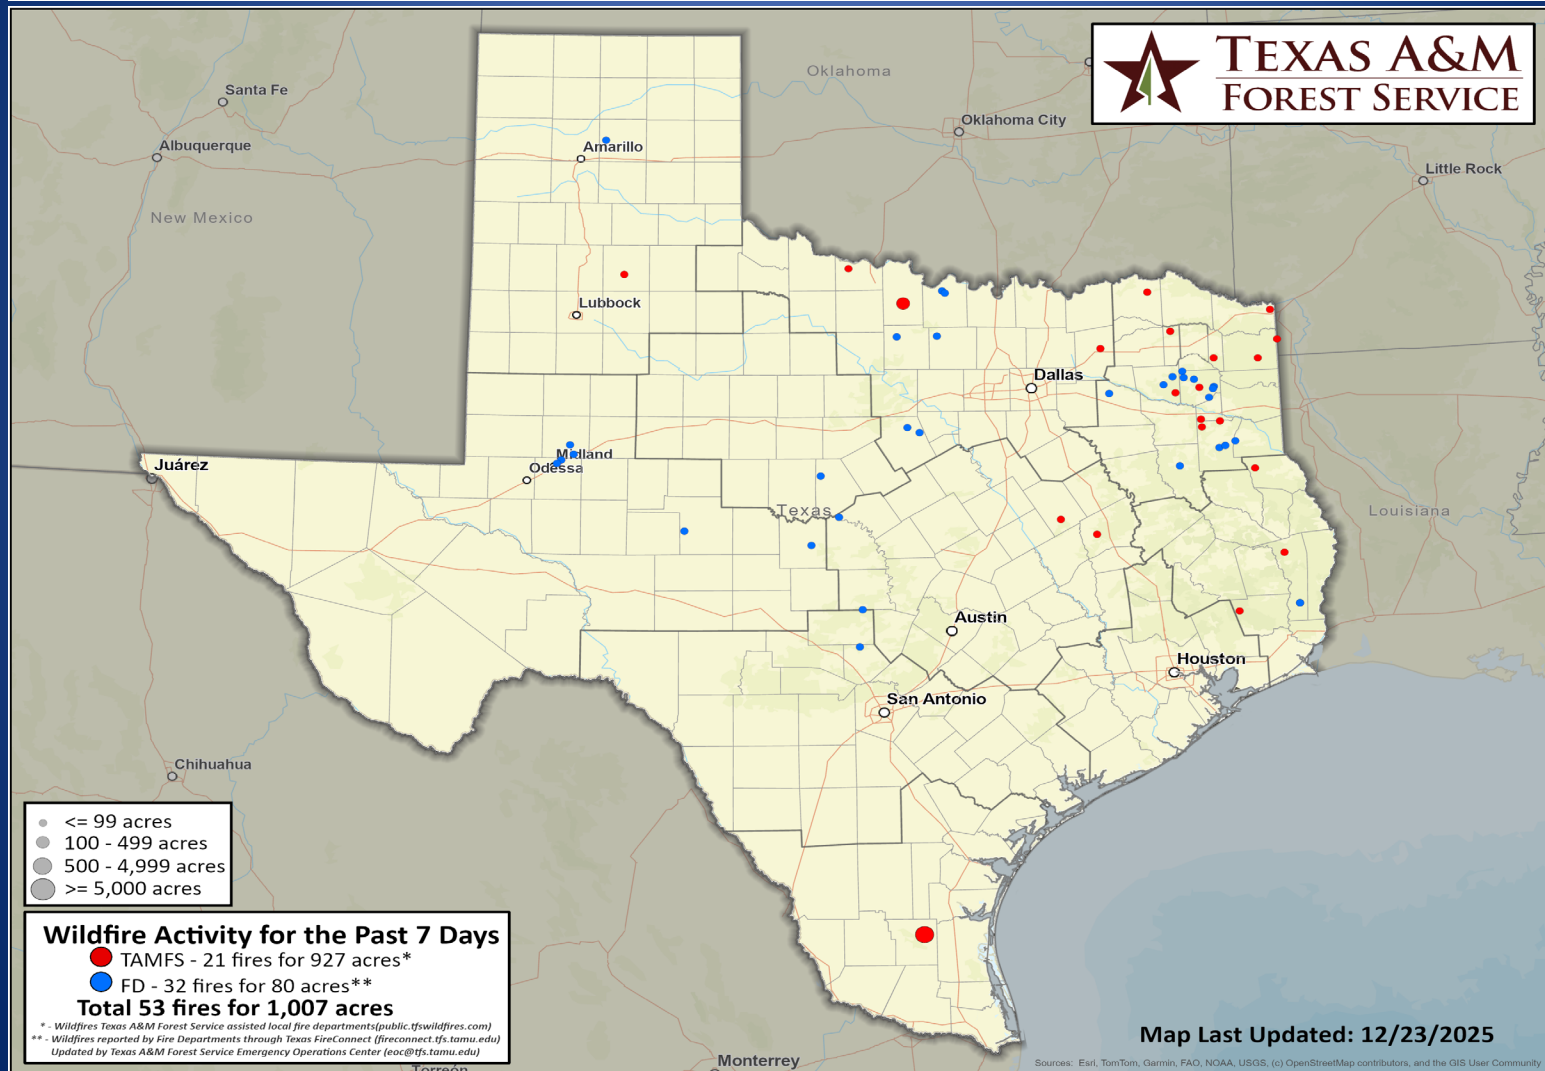 TEXAS A&M
FOREST SERVICE
Oklahoma
Santa Fe
Oklahoma City
Albuquerque
Amarillo
Little Rock
New Mexico
Lubbock
Dallas
Midland
Odessa
Juárez
Texas
Louisiana
Austin
Houston
San Antonio
Chihuahua
<= 99 acres
100 - 499 acres
500 - 4,999 acres
>= 5,000 acres
Wildfire Activity for the Past 7 Days
TAMFS - 21 fires for 927 acres*
FD - 32 fires for 80 acres**
Total 53 fires for 1,007 acres
* - Wildfires Texas A&M Forest Service assisted local fire departments(public.tfswildfires.com)
** - Wildfires reported by Fire Departments through Texas FireConnect (fireconnect.tfs.tamu.edu)
Updated by Texas A&M Forest Service Emergency Operations Center (eoc@tfs.tamu.edu)
Map Last Updated: 12/23/2025
Monterrey
Sources: Esri, TomTom, Garmin, FAO, NOAA, USGS, (c) OpenStreetMap contributors, and the GIS User Community
Torreón